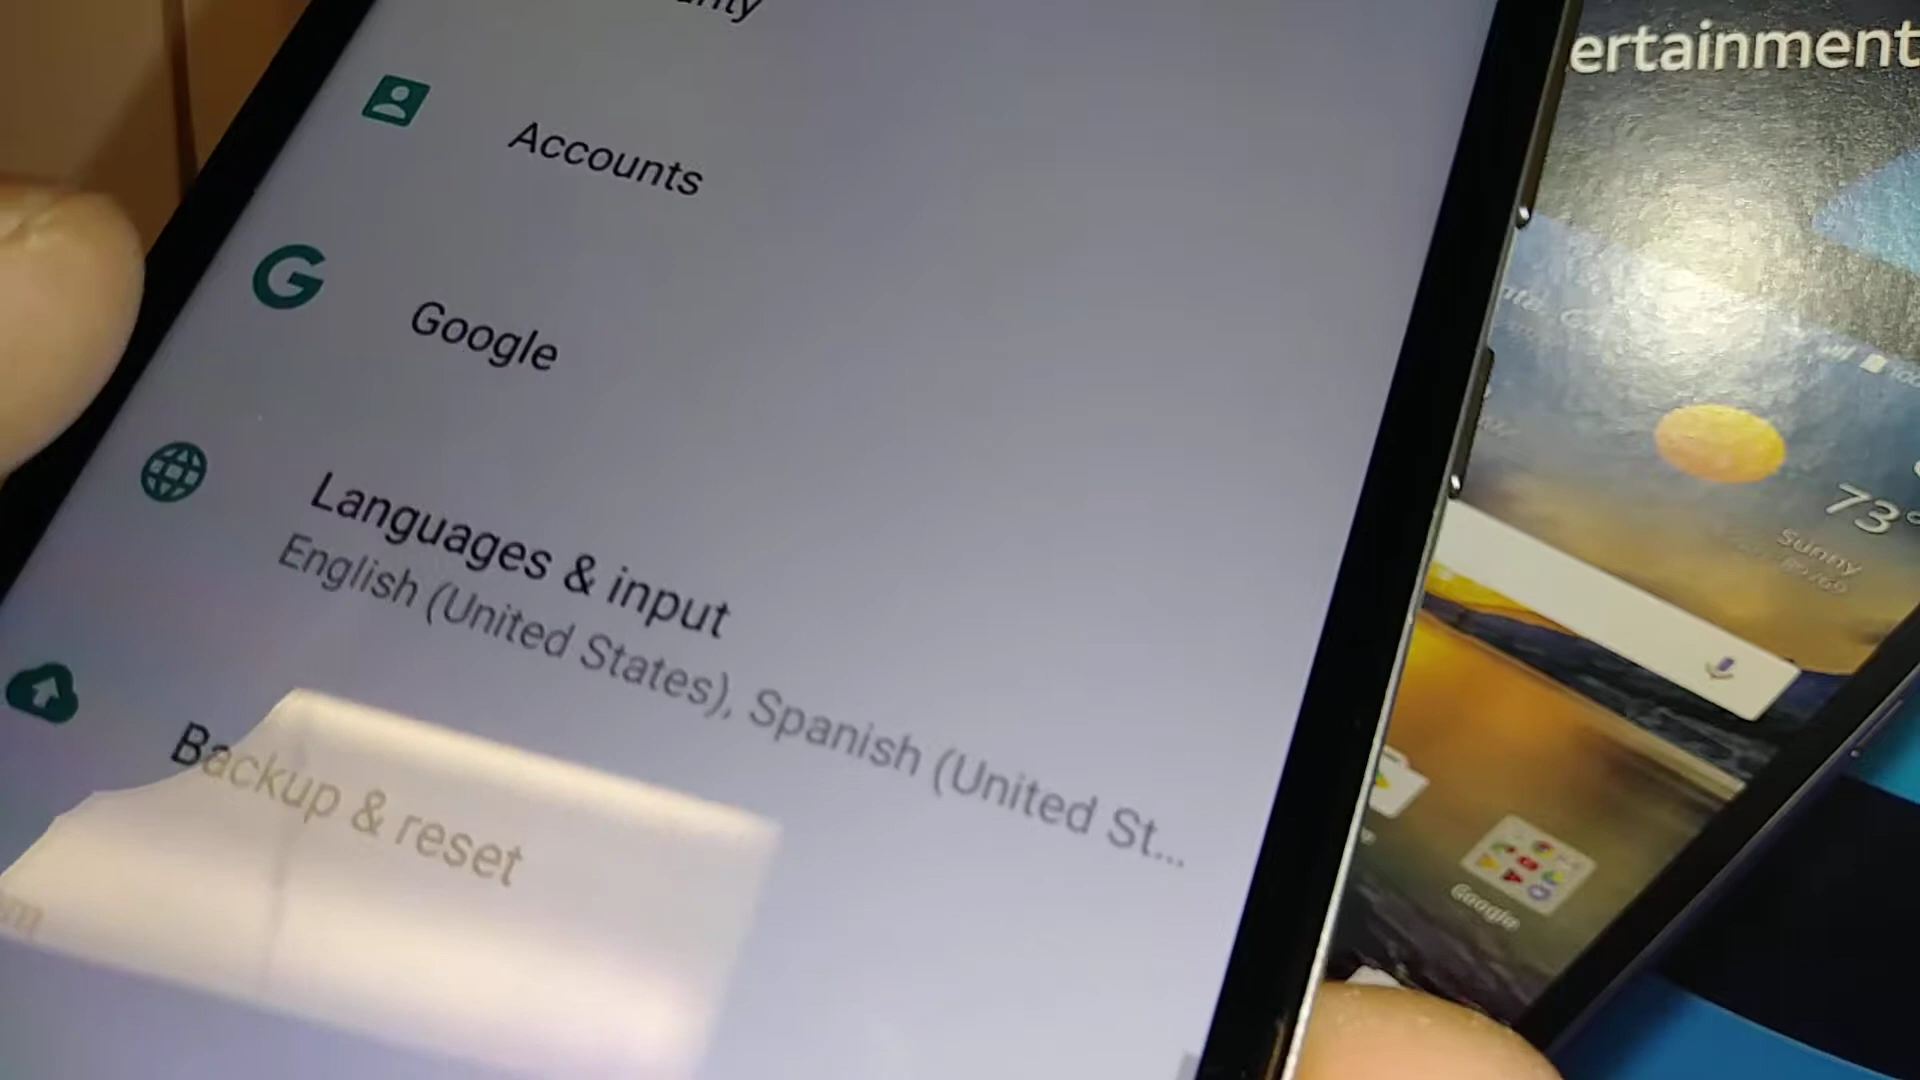 Accounts
Google
Languages & input
English (United States), Spanish (United St...
Backup & reset
ertainment
73°
Sunny
Google